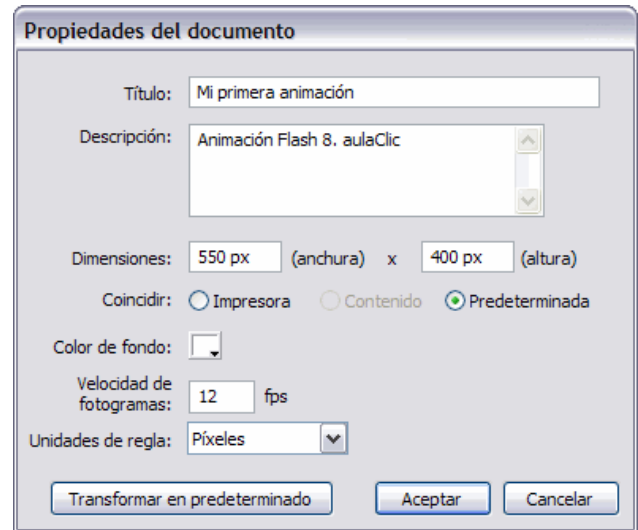 Propiedades del documento
Título: Mi primera animación
Descripción: Animación Flash 8. aulaClic
Dimensiones: 550 px (anchura) x 400 px (altura)
Coincidir: Impresora Contenido Predeterminada
Color de fondo:
Velocidad de
fotogramas: 12 fps
Unidades de regla: Píxeles
Transformar en predeterminado Aceptar Cancelar